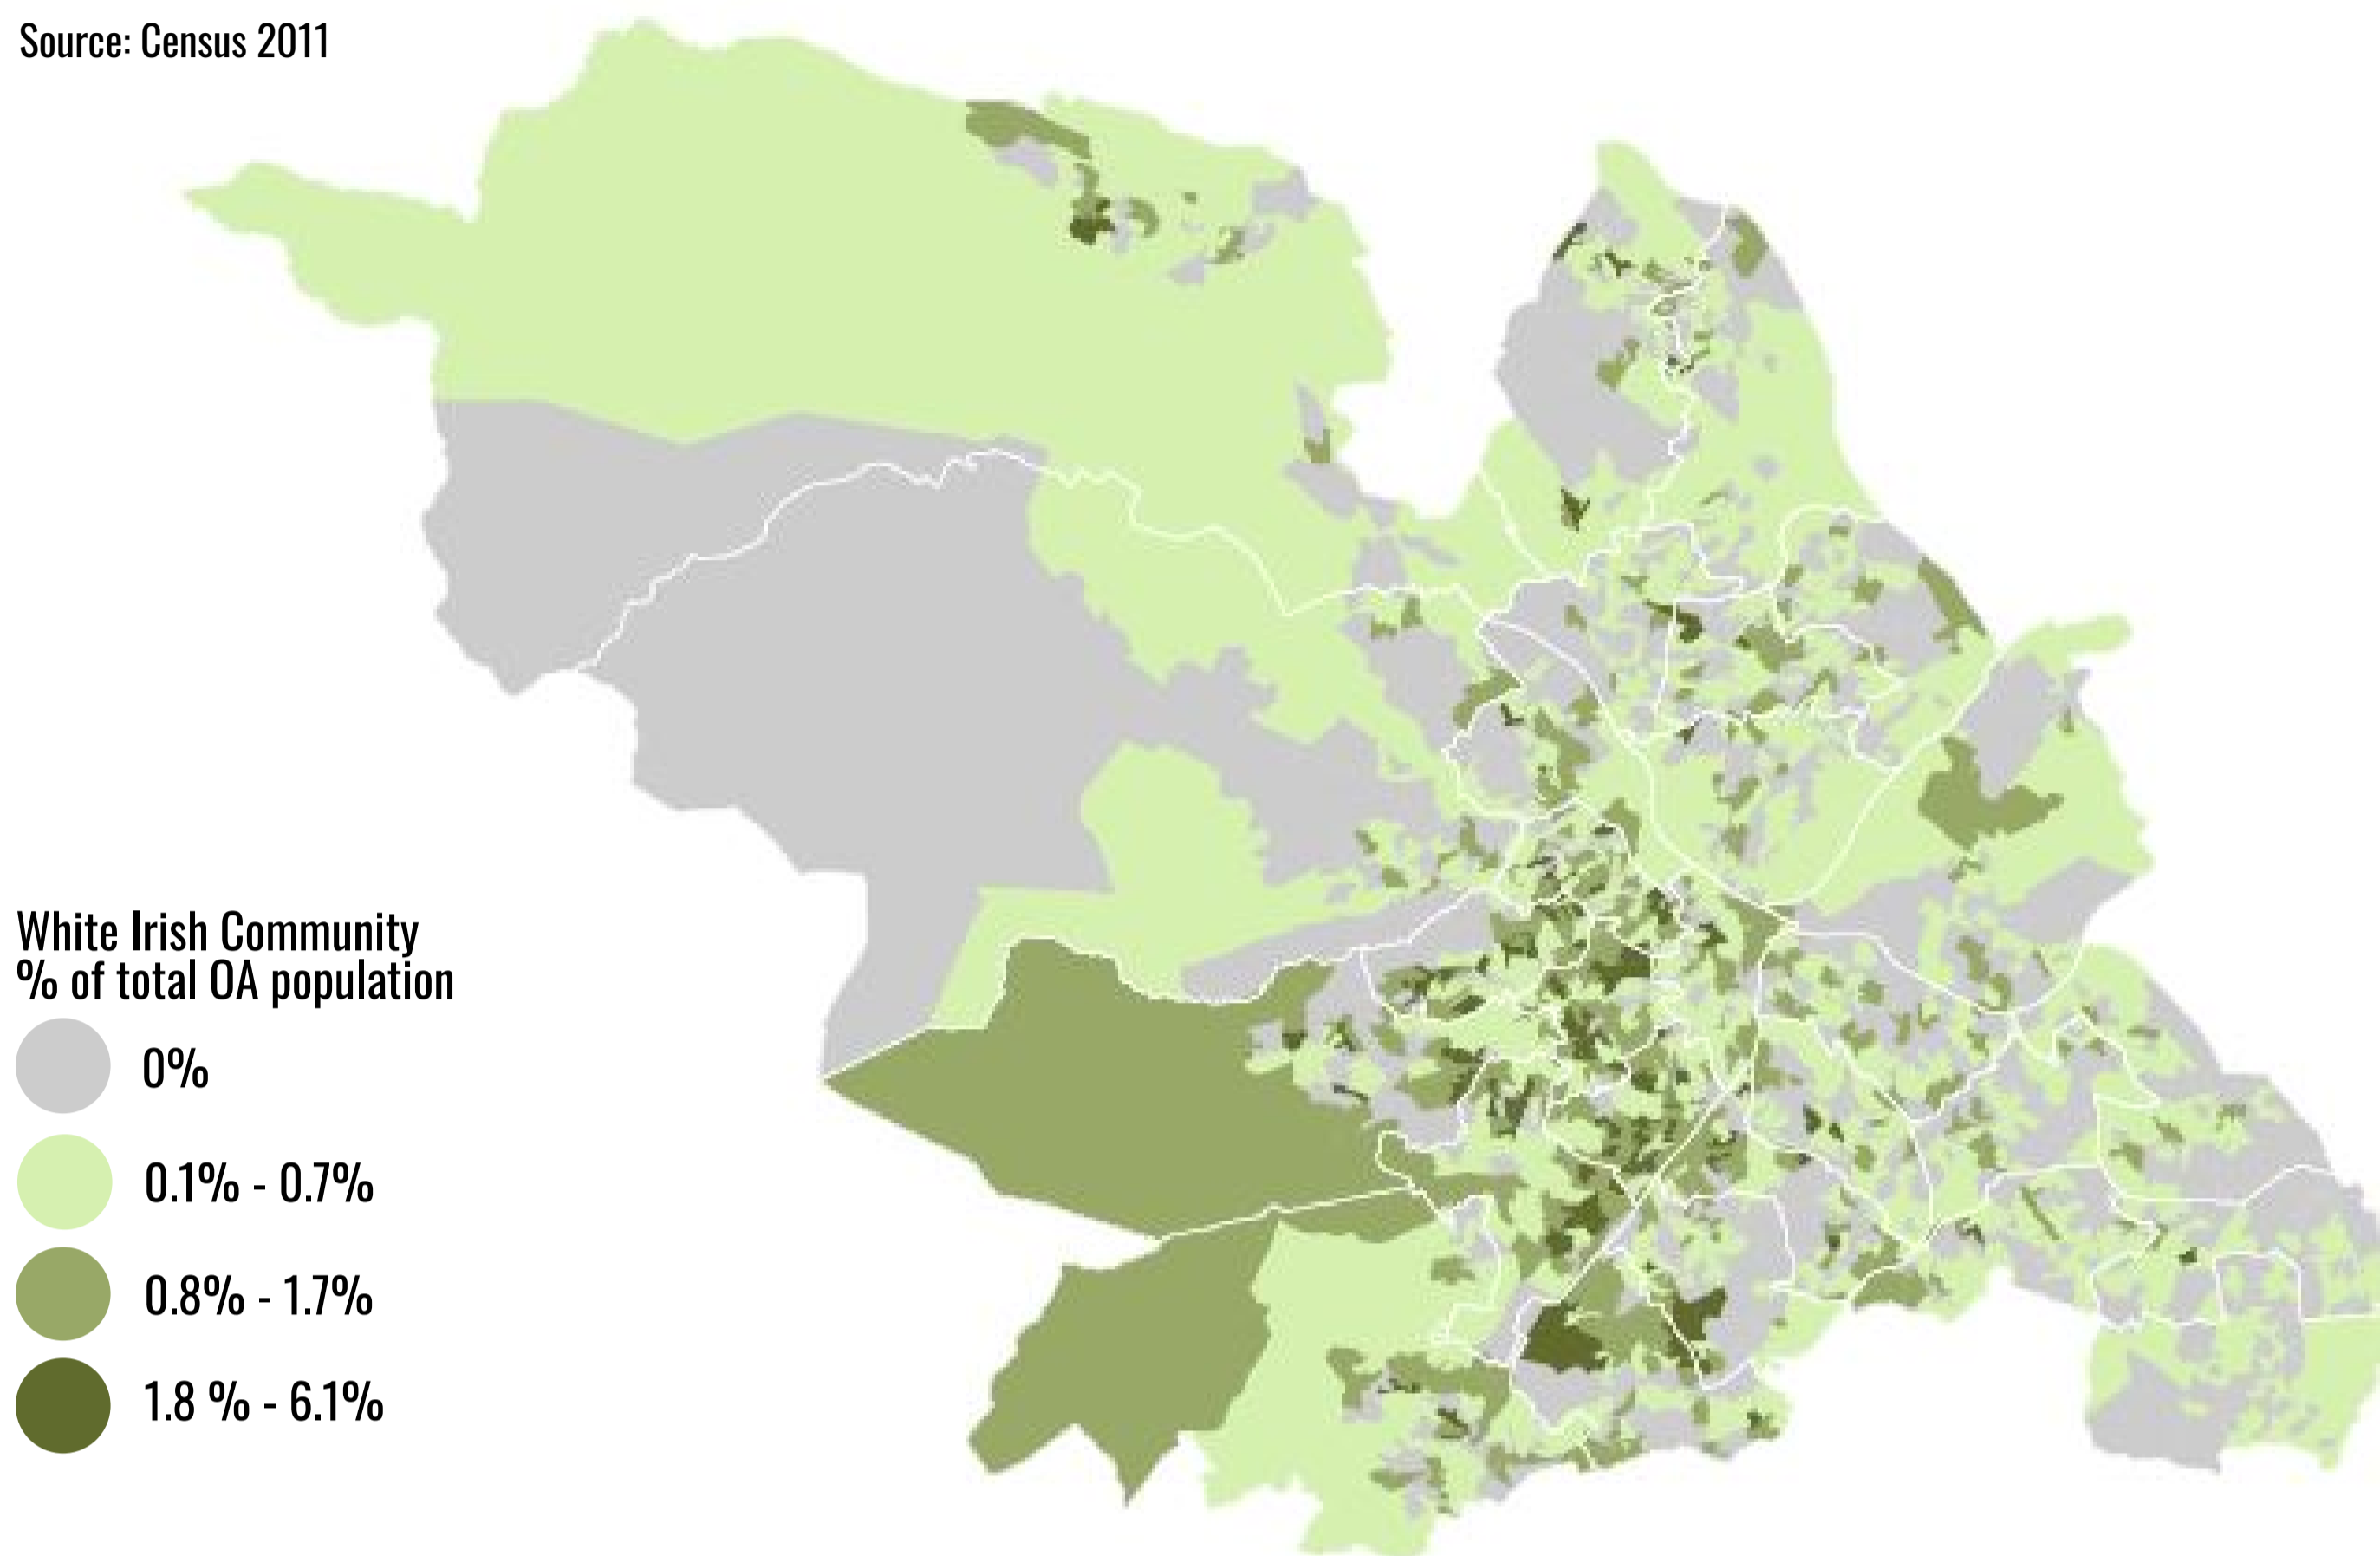 Source: Census 2011
White Irish Community
% of total OA population
0%
0.1% - 0.7%
0.8% - 1.7%
1.8 % - 6.1%